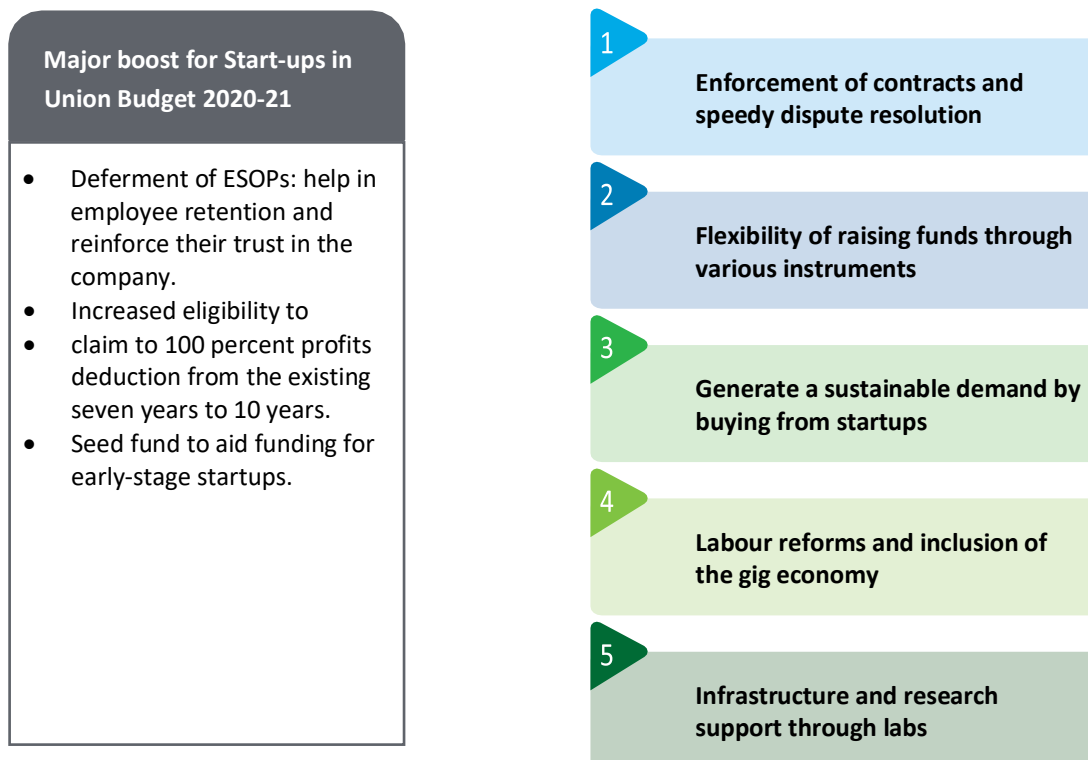 Major boost for Start-ups in
Union Budget 2020-21
• Deferment of ESOPs: help in
employee retention and
reinforce their trust in the
company.
• Increased eligibility to
• claim to 100 percent profits
deduction from the existing
seven years to 10 years.
• Seed fund to aid funding for
early-stage startups.
1
Enforcement of contracts and
speedy dispute resolution
2
Flexibility of raising funds through
various instruments
3
Generate a sustainable demand by
buying from startups
4
Labour reforms and inclusion of
the gig economy
5
Infrastructure and research
support through labs